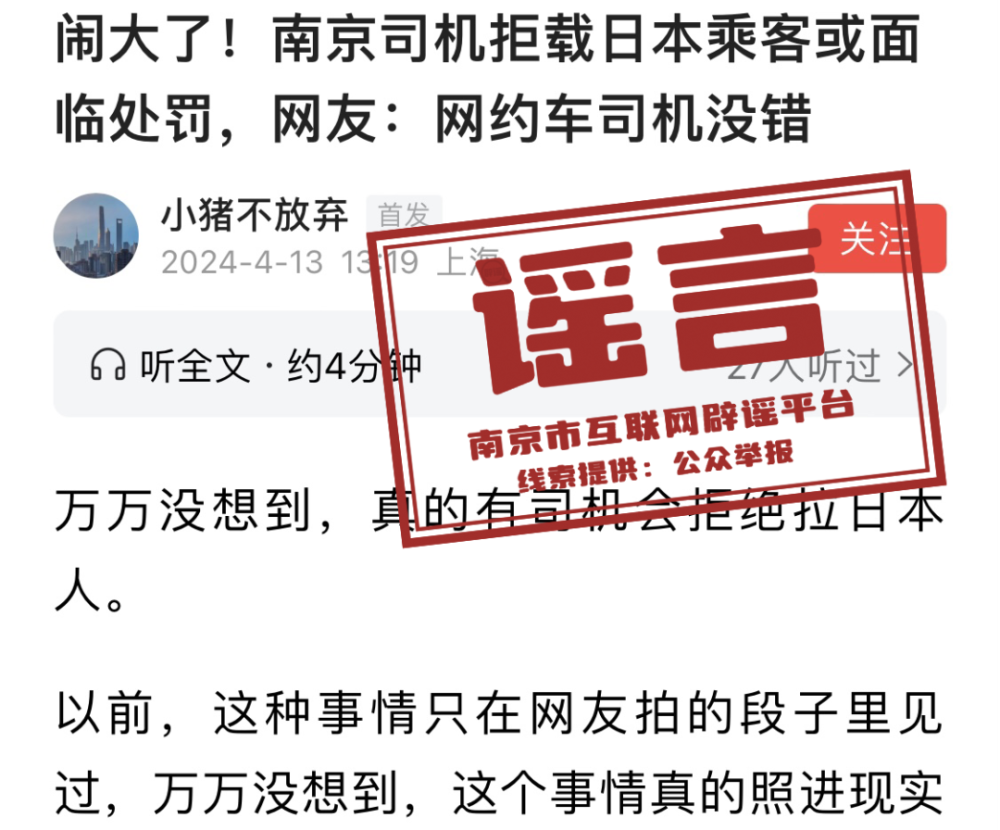 闹大了！南京司机拒载日本乘客或面
临处罚，网友：网约车司机没错
小猪不放弃 首发
2024-4-13 13:19 上海
关注
谣言
南京市互联网辟谣平台
线索提供：公众举报
听全文·约4分钟 27人听过
万万没想到，真的有司机会拒绝拉日本
人。
以前，这种事情只在网友拍的段子里见
过，万万没想到，这个事情真的照进现实